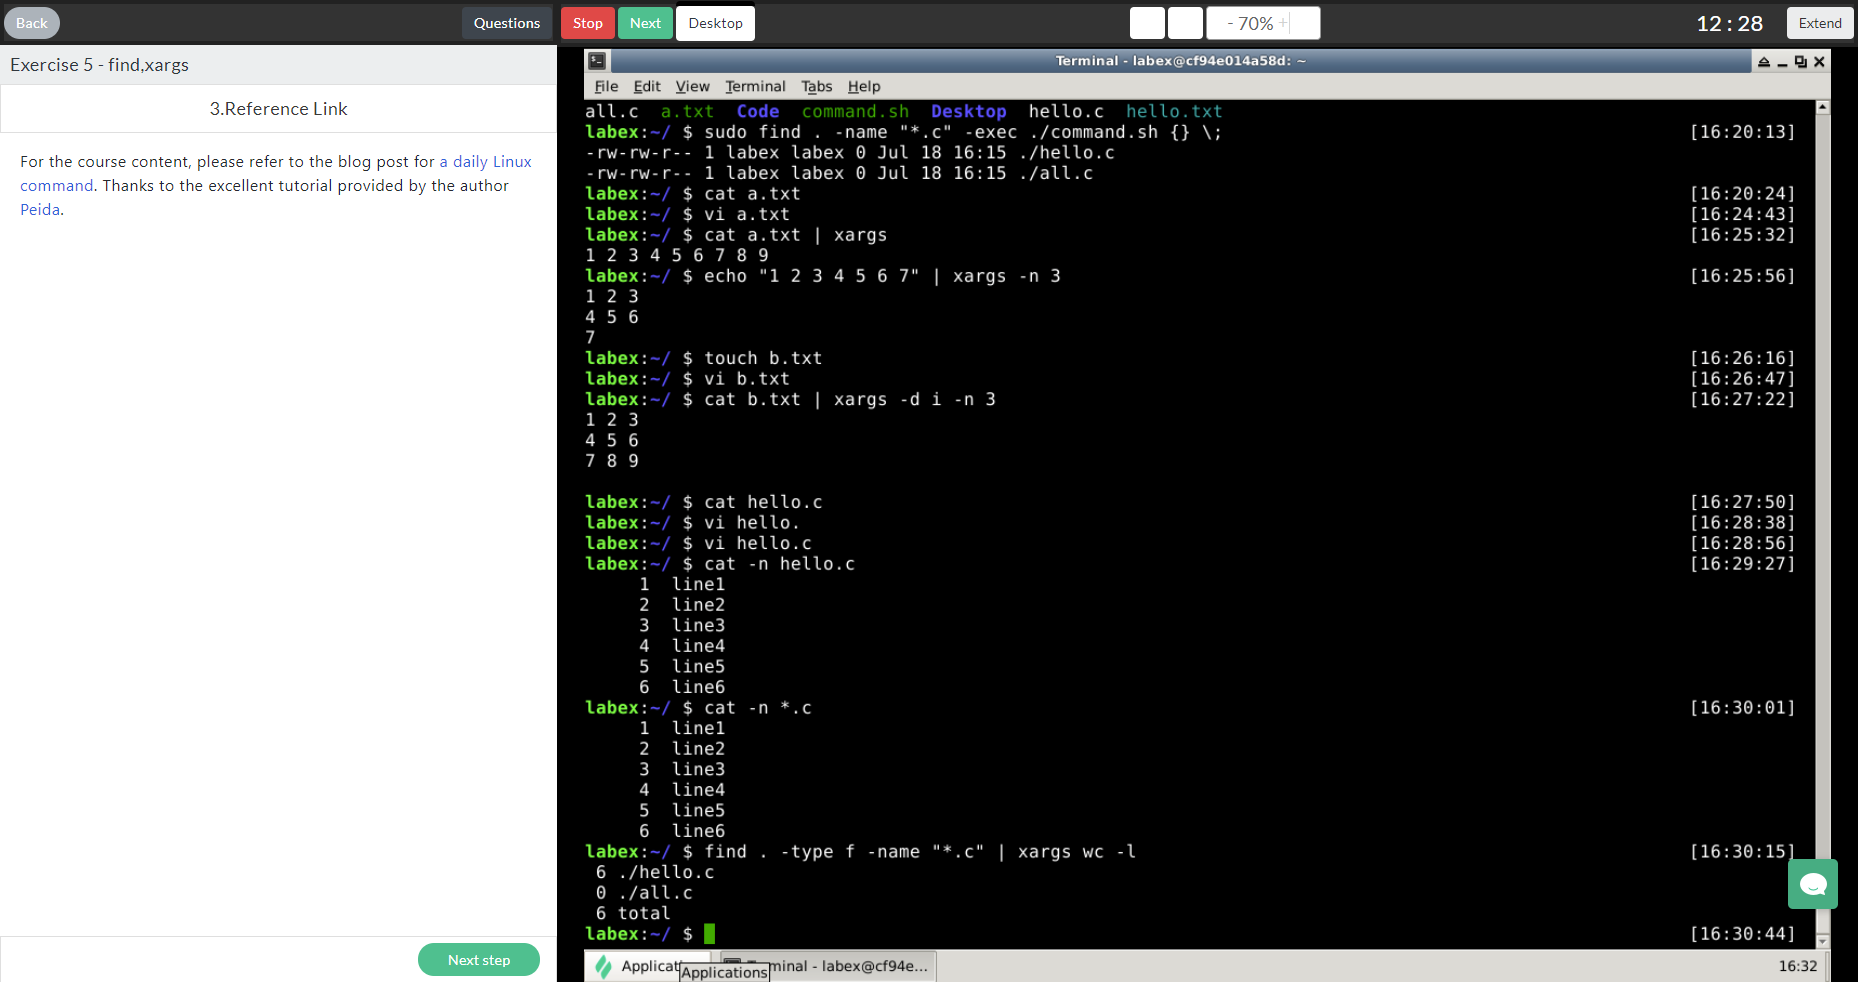 Back
Questions
Stop
Next
Desktop
- 70% +
12 : 28
Extend
Exercise 5 - find,xargs
3.Reference Link
For the course content, please refer to the blog post for a daily Linux
command. Thanks to the excellent tutorial provided by the author
Peida.
Next step
Terminal - labex@cf94e014a58d: ~
File Edit View Terminal Tabs Help
all.c a.txt Code command.sh Desktop hello.c hello.txt
labex:~/ $ sudo find . -name "*.c" -exec ./command.sh {} \; [16:20:13]
-rw-rw-r-- 1 labex labex 0 Jul 18 16:15 ./hello.c
-rw-rw-r-- 1 labex labex 0 Jul 18 16:15 ./all.c
labex:~/ $ cat a.txt [16:20:24]
labex:~/ $ vi a.txt [16:24:43]
labex:~/ $ cat a.txt | xargs [16:25:32]
1 2 3 4 5 6 7 8 9
labex:~/ $ echo "1 2 3 4 5 6 7" | xargs -n 3 [16:25:56]
1 2 3
4 5 6
7
labex:~/ $ touch b.txt [16:26:16]
labex:~/ $ vi b.txt [16:26:47]
labex:~/ $ cat b.txt | xargs -d i -n 3 [16:27:22]
1 2 3
4 5 6
7 8 9
labex:~/ $ cat hello.c [16:27:50]
labex:~/ $ vi hello. [16:28:38]
labex:~/ $ vi hello.c [16:28:56]
labex:~/ $ cat -n hello.c [16:29:27]
1 line1
2 line2
3 line3
4 line4
5 line5
6 line6
labex:~/ $ cat -n *.c [16:30:01]
1 line1
2 line2
3 line3
4 line4
5 line5
6 line6
labex:~/ $ find . -type f -name "*.c" | xargs wc -l [16:30:15]
6 ./hello.c
0 ./all.c
6 total
labex:~/ $ [16:30:44]
Applications
minal - labex@cf94e...
16:32